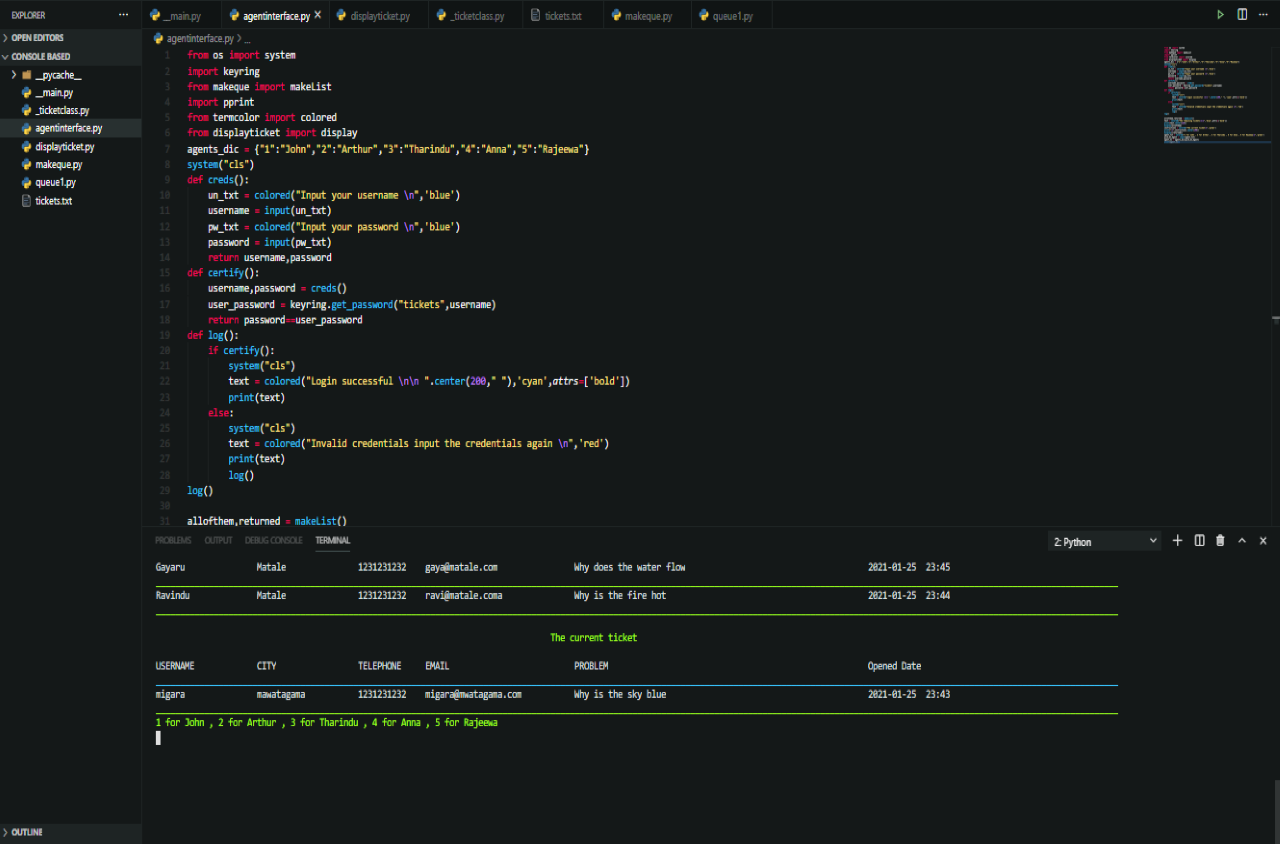 EXPLORER ...
OPEN EDITORS
CONSOLE BASED
__pycache__
__main.py
_ticketclass.py
agentinterface.py
displayticket.py
makeque.py
queue1.py
tickets.txt
OUTLINE
__main.py agentinterface.py × displayticket.py _ticketclass.py tickets.txt makeque.py queue1.py ...
agentinterface.py > ...
1 from os import system
2 import keyring
3 from makeque import makeList
4 import pprint
5 from termcolor import colored
6 from displayticket import display
7 agents_dic = {"1":"John","2":"Arthur","3":"Tharindu","4":"Anna","5":"Rajeewa"}
8 system("cls")
9 def creds():
10 un_txt = colored("Input your username \n",'blue')
11 username = input(un_txt)
12 pw_txt = colored("Input your password \n",'blue')
13 password = input(pw_txt)
14 return username,password
15 def certify():
16 username,password = creds()
17 user_password = keyring.get_password("tickets",username)
18 return password==user_password
19 def log():
20 if certify():
21 system("cls")
22 text = colored("Login successful \n\n ".center(200," "),'cyan',attrs=['bold'])
23 print(text)
24 else:
25 system("cls")
26 text = colored("Invalid credentials input the credentials again \n",'red')
27 print(text)
28 log()
29 log()
30
31 allofthem,returned = makeList()
PROBLEMS OUTPUT DEBUG CONSOLE TERMINAL 2: Python
Gayaru Matale 1231231232 gaya@matale.com Why does the water flow 2021-01-25 23:45
Ravindu Matale 1231231232 ravi@matale.coma Why is the fire hot 2021-01-25 23:44
The current ticket
USERNAME CITY TELEPHONE EMAIL PROBLEM Opened Date
migara mawatagama 1231231232 migara@mwatagama.com Why is the sky blue 2021-01-25 23:43
1 for John , 2 for Arthur , 3 for Tharindu , 4 for Anna , 5 for Rajeewa